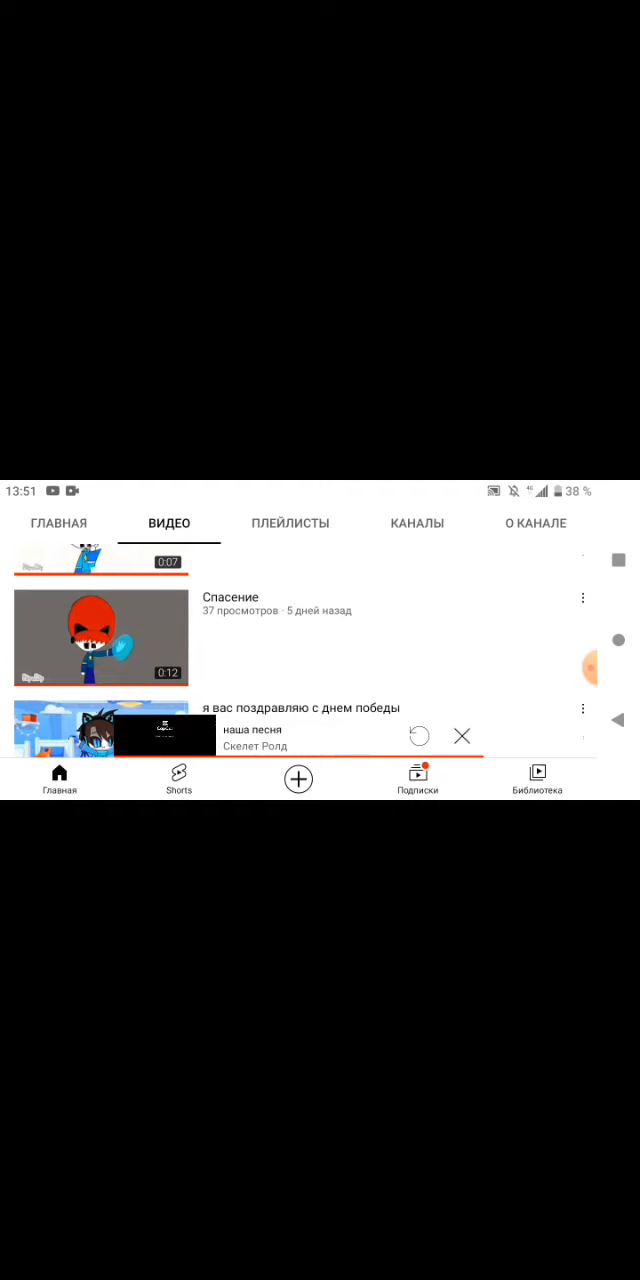 13:51
4G
38 %
ГЛАВНАЯ
ВИДЕО
ПЛЕЙЛИСТЫ
КАНАЛЫ
О КАНАЛЕ
0:07
Спасение
37 просмотров · 5 дней назад
0:12
я вас поздравляю с днем победы
наша песня
Скелет Ролд
Главная
Shorts
Подписки
Библиотека